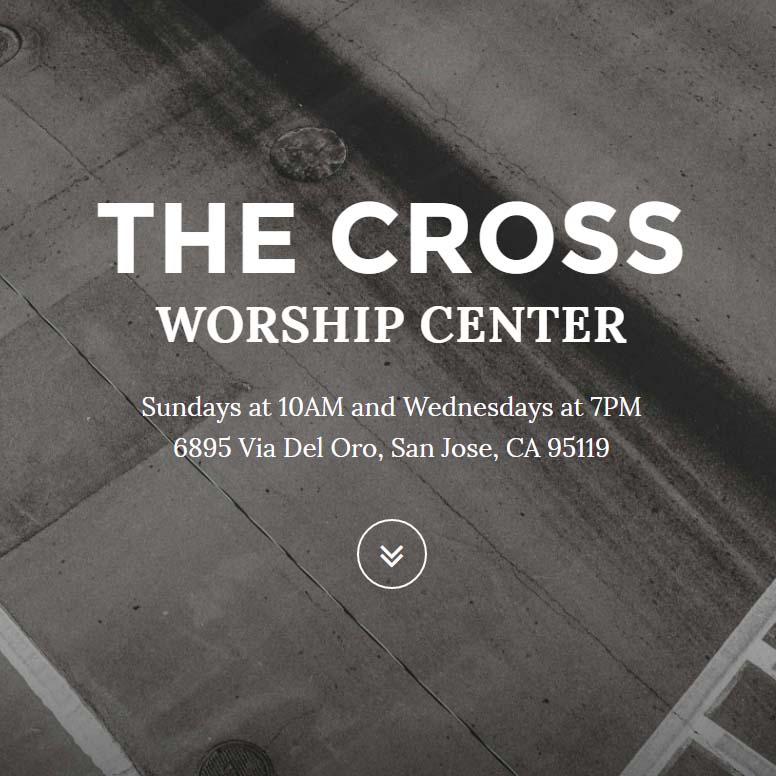 THE CROSS
WORSHIP CENTER
Sundays at 10AM and Wednesdays at 7PM
6895 Via Del Oro, San Jose, CA 95119